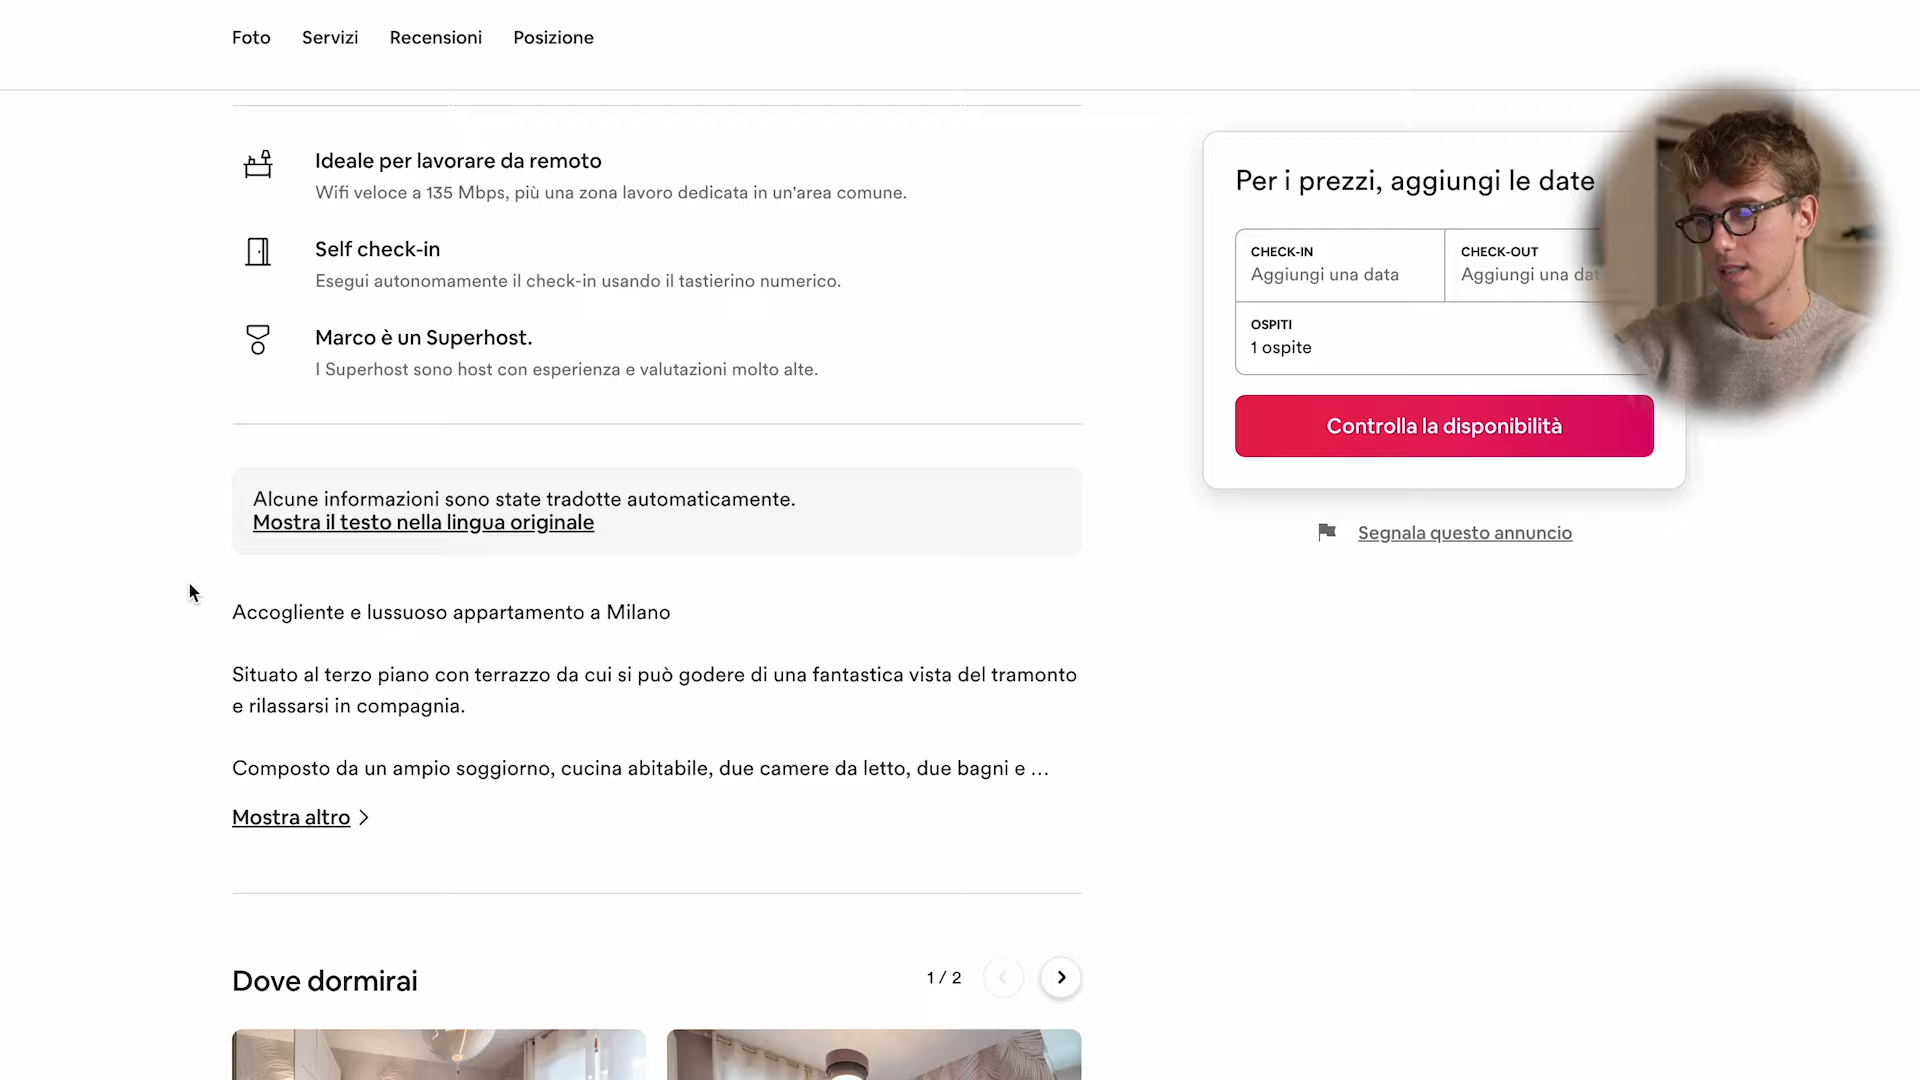 Foto
Servizi
Recensioni
Posizione
Ideale per lavorare da remoto
Wifi veloce a 135 Mbps, più una zona lavoro dedicata in un'area comune.
Self check-in
Esegui autonomamente il check-in usando il tastierino numerico.
Marco è un Superhost.
I Superhost sono host con esperienza e valutazioni molto alte.
Alcune informazioni sono state tradotte automaticamente.
Mostra il testo nella lingua originale
Accogliente e lussuoso appartamento a Milano
Situato al terzo piano con terrazzo da cui si può godere di una fantastica vista del tramonto
e rilassarsi in compagnia.
Composto da un ampio soggiorno, cucina abitabile, due camere da letto, due bagni e …
Mostra altro
Dove dormirai
1 / 2
Per i prezzi, aggiungi le date
CHECK-IN
Aggiungi una data
CHECK-OUT
Aggiungi una dat
OSPITI
1 ospite
Controlla la disponibilità
Segnala questo annuncio